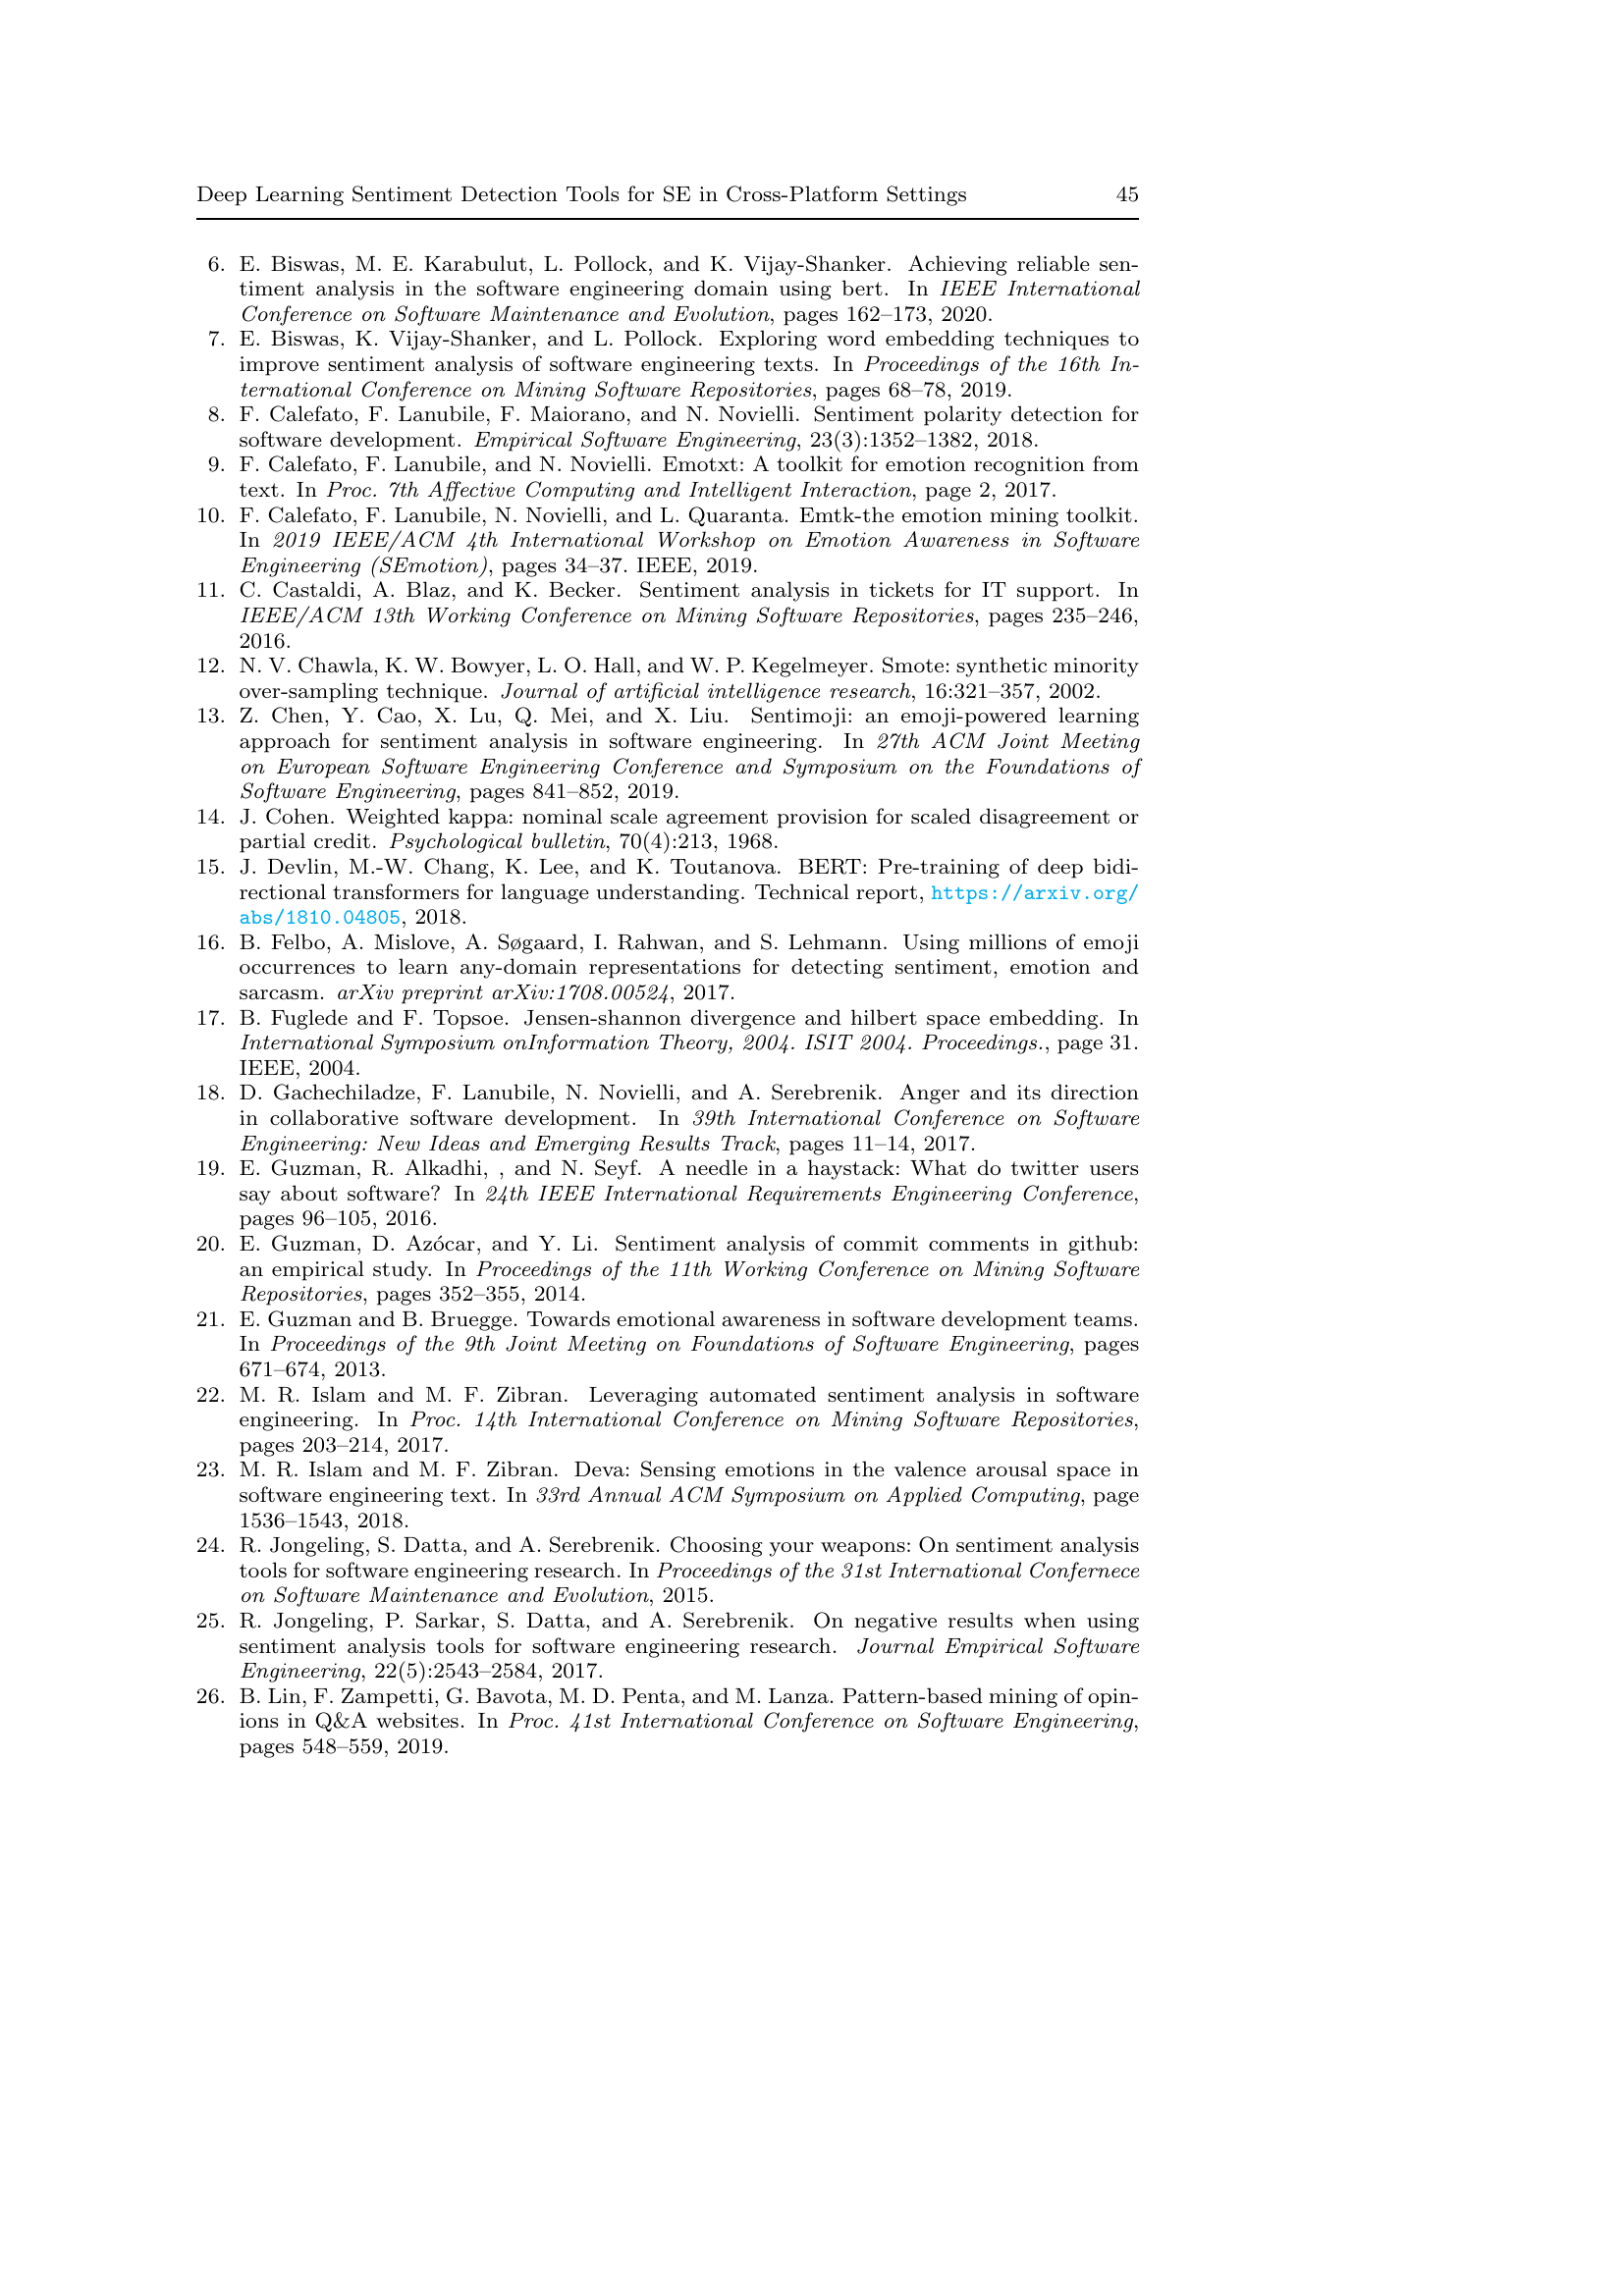 Deep Learning Sentiment Detection Tools for SE in Cross-Platform Settings 45
6. E. Biswas, M. E. Karabulut, L. Pollock, and K. Vijay-Shanker. Achieving reliable sen-
timent analysis in the software engineering domain using bert. In IEEE International
Conference on Software Maintenance and Evolution, pages 162–173, 2020.
7. E. Biswas, K. Vijay-Shanker, and L. Pollock. Exploring word embedding techniques to
improve sentiment analysis of software engineering texts. In Proceedings of the 16th In-
ternational Conference on Mining Software Repositories, pages 68–78, 2019.
8. F. Calefato, F. Lanubile, F. Maiorano, and N. Novielli. Sentiment polarity detection for
software development. Empirical Software Engineering, 23(3):1352–1382, 2018.
9. F. Calefato, F. Lanubile, and N. Novielli. Emotxt: A toolkit for emotion recognition from
text. In Proc. 7th Affective Computing and Intelligent Interaction, page 2, 2017.
10. F. Calefato, F. Lanubile, N. Novielli, and L. Quaranta. Emtk-the emotion mining toolkit.
In 2019 IEEE/ACM 4th International Workshop on Emotion Awareness in Software
Engineering (SEmotion), pages 34–37. IEEE, 2019.
11. C. Castaldi, A. Blaz, and K. Becker. Sentiment analysis in tickets for IT support. In
IEEE/ACM 13th Working Conference on Mining Software Repositories, pages 235–246,
2016.
12. N. V. Chawla, K. W. Bowyer, L. O. Hall, and W. P. Kegelmeyer. Smote: synthetic minority
over-sampling technique. Journal of artificial intelligence research, 16:321–357, 2002.
13. Z. Chen, Y. Cao, X. Lu, Q. Mei, and X. Liu. Sentimoji: an emoji-powered learning
approach for sentiment analysis in software engineering. In 27th ACM Joint Meeting
on European Software Engineering Conference and Symposium on the Foundations of
Software Engineering, pages 841–852, 2019.
14. J. Cohen. Weighted kappa: nominal scale agreement provision for scaled disagreement or
partial credit. Psychological bulletin, 70(4):213, 1968.
15. J. Devlin, M.-W. Chang, K. Lee, and K. Toutanova. BERT: Pre-training of deep bidi-
rectional transformers for language understanding. Technical report, https://arxiv.org/
abs/1810.04805, 2018.
16. B. Felbo, A. Mislove, A. Søgaard, I. Rahwan, and S. Lehmann. Using millions of emoji
occurrences to learn any-domain representations for detecting sentiment, emotion and
sarcasm. arXiv preprint arXiv:1708.00524, 2017.
17. B. Fuglede and F. Topsoe. Jensen-shannon divergence and hilbert space embedding. In
International Symposium onInformation Theory, 2004. ISIT 2004. Proceedings., page 31.
IEEE, 2004.
18. D. Gachechiladze, F. Lanubile, N. Novielli, and A. Serebrenik. Anger and its direction
in collaborative software development. In 39th International Conference on Software
Engineering: New Ideas and Emerging Results Track, pages 11–14, 2017.
19. E. Guzman, R. Alkadhi, , and N. Seyf. A needle in a haystack: What do twitter users
say about software? In 24th IEEE International Requirements Engineering Conference,
pages 96–105, 2016.
20. E. Guzman, D. Azócar, and Y. Li. Sentiment analysis of commit comments in github:
an empirical study. In Proceedings of the 11th Working Conference on Mining Software
Repositories, pages 352–355, 2014.
21. E. Guzman and B. Bruegge. Towards emotional awareness in software development teams.
In Proceedings of the 9th Joint Meeting on Foundations of Software Engineering, pages
671–674, 2013.
22. M. R. Islam and M. F. Zibran. Leveraging automated sentiment analysis in software
engineering. In Proc. 14th International Conference on Mining Software Repositories,
pages 203–214, 2017.
23. M. R. Islam and M. F. Zibran. Deva: Sensing emotions in the valence arousal space in
software engineering text. In 33rd Annual ACM Symposium on Applied Computing, page
1536–1543, 2018.
24. R. Jongeling, S. Datta, and A. Serebrenik. Choosing your weapons: On sentiment analysis
tools for software engineering research. In Proceedings of the 31st International Confernece
on Software Maintenance and Evolution, 2015.
25. R. Jongeling, P. Sarkar, S. Datta, and A. Serebrenik. On negative results when using
sentiment analysis tools for software engineering research. Journal Empirical Software
Engineering, 22(5):2543–2584, 2017.
26. B. Lin, F. Zampetti, G. Bavota, M. D. Penta, and M. Lanza. Pattern-based mining of opin-
ions in Q&A websites. In Proc. 41st International Conference on Software Engineering,
pages 548–559, 2019.